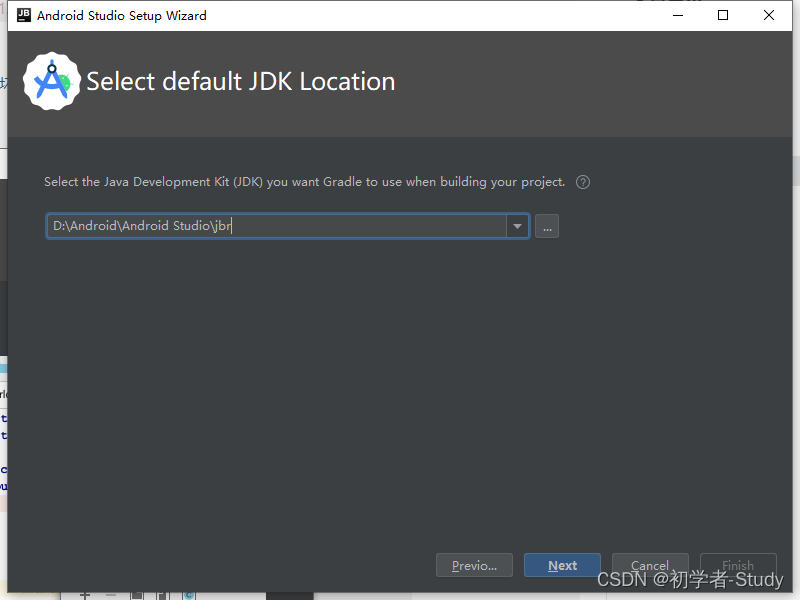 JB
Android Studio Setup Wizard
Select default JDK Location
Select the Java Development Kit (JDK) you want Gradle to use when building your project. ?
D:\Android\Android Studio\jbr
...
Previo...
Next
Cancel
Finish
CSDN @初学者-Study